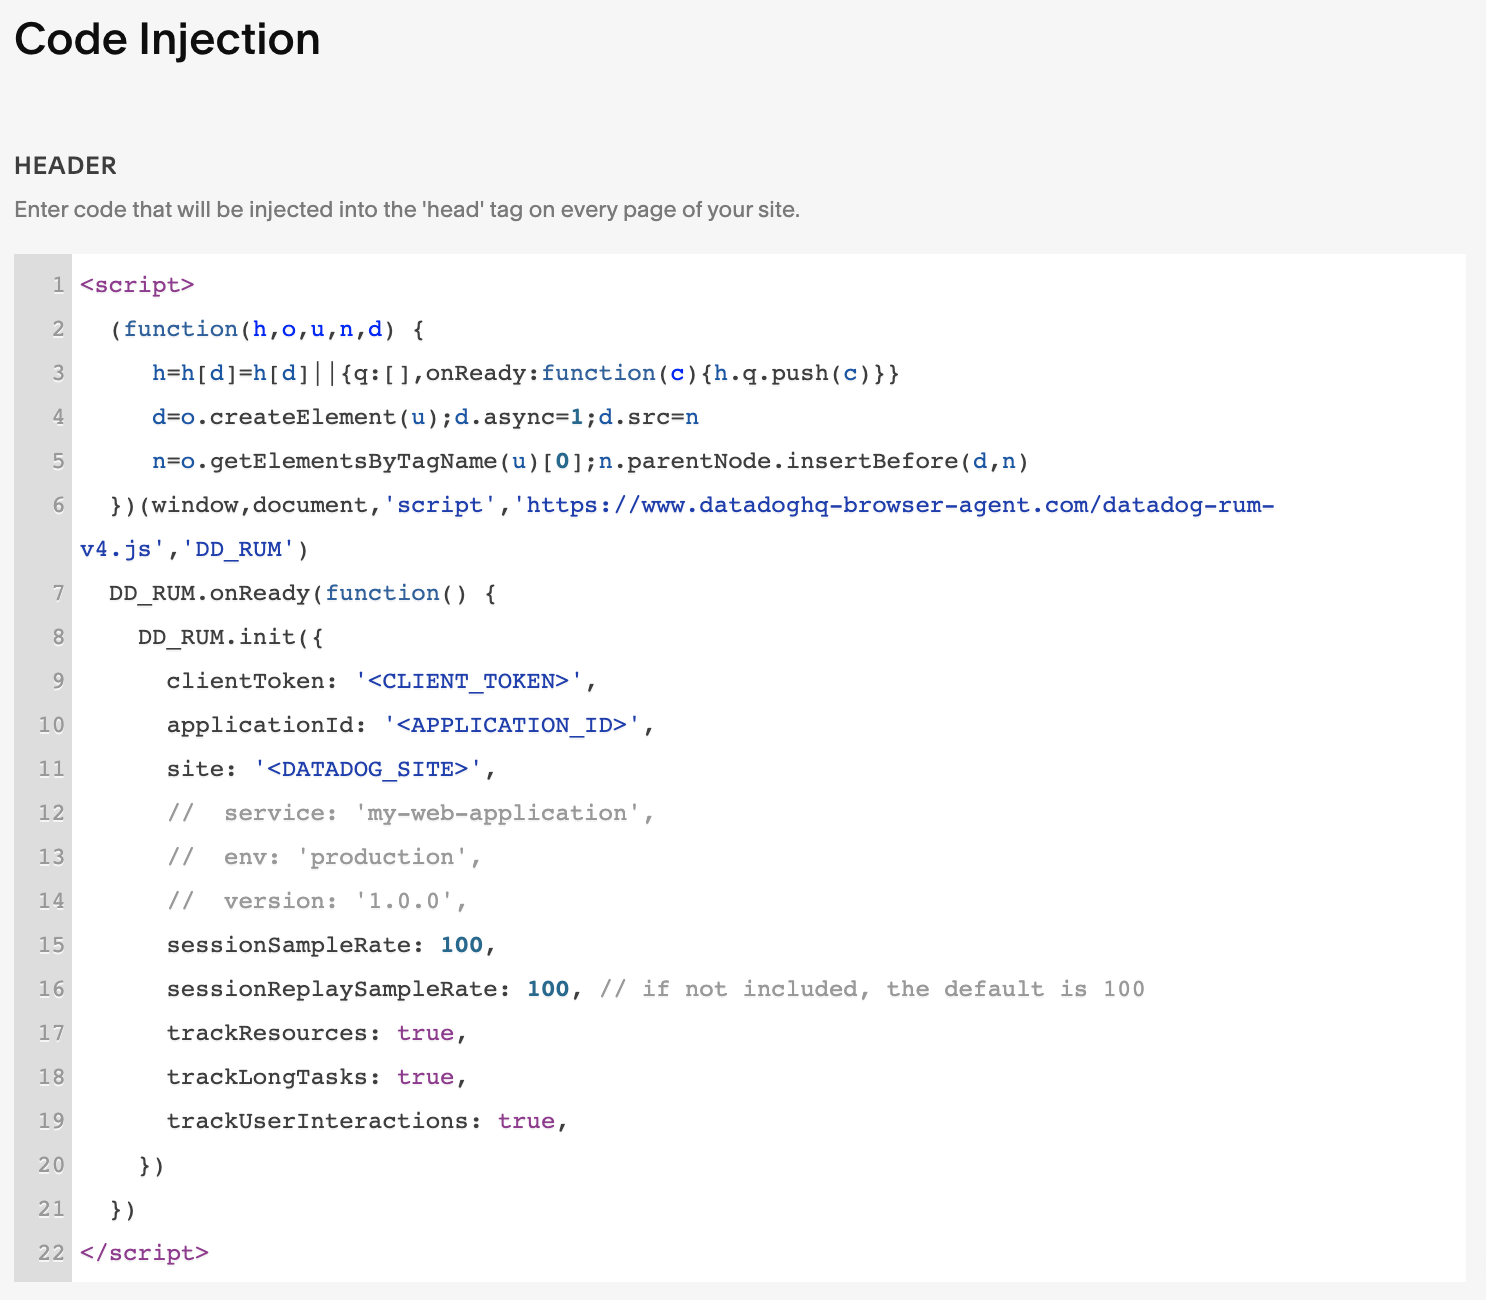 Code Injection
HEADER
Enter code that will be injected into the 'head' tag on every page of your site.
1 <script>
2 (function(h,o,u,n,d) {
3 h=h[d]=h[d]||{q:[],onReady:function(c){h.q.push(c)}}
4 d=o.createElement(u);d.async=1;d.src=n
5 n=o.getElementsByTagName(u)[0];n.parentNode.insertBefore(d,n)
6 })(window,document,'script','https://www.datadoghq-browser-agent.com/datadog-rum-
v4.js','DD_RUM')
7 DD_RUM.onReady(function() {
8 DD_RUM.init({
9 clientToken: '<CLIENT_TOKEN>',
10 applicationId: '<APPLICATION_ID>',
11 site: '<DATADOG_SITE>',
12 //  service: 'my-web-application',
13 //  env: 'production',
14 //  version: '1.0.0',
15 sessionSampleRate: 100,
16 sessionReplaySampleRate: 100, // if not included, the default is 100
17 trackResources: true,
18 trackLongTasks: true,
19 trackUserInteractions: true,
20 })
21 })
22 </script>